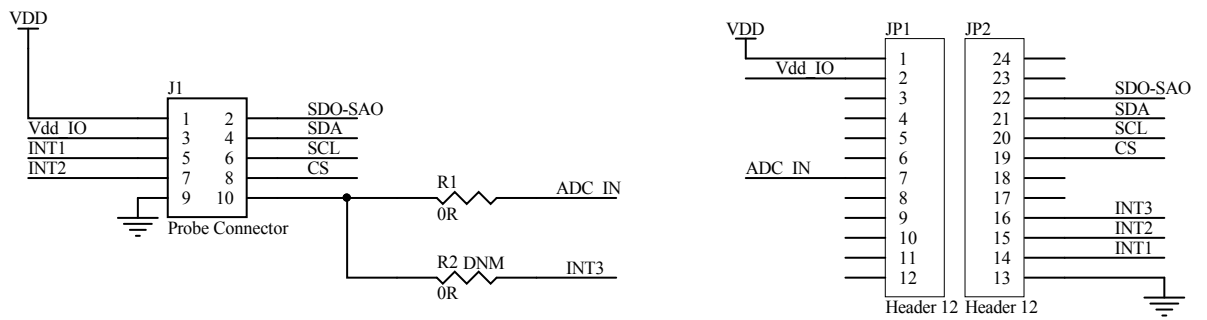 VDD
J1
1 2 SDO-SAO
Vdd_IO 3 4 SDA
INT1 5 6 SCL
INT2 7 8 CS
9 10
Probe Connector
R1
0R
ADC_IN
R2 DNM
0R
INT3
VDD
Vdd_IO
ADC_IN
JP1
1
2
3
4
5
6
7
8
9
10
11
12
Header 12
JP2
24
23
22 SDO-SAO
21 SDA
20 SCL
19 CS
18
17
16 INT3
15 INT2
14 INT1
13
Header 12